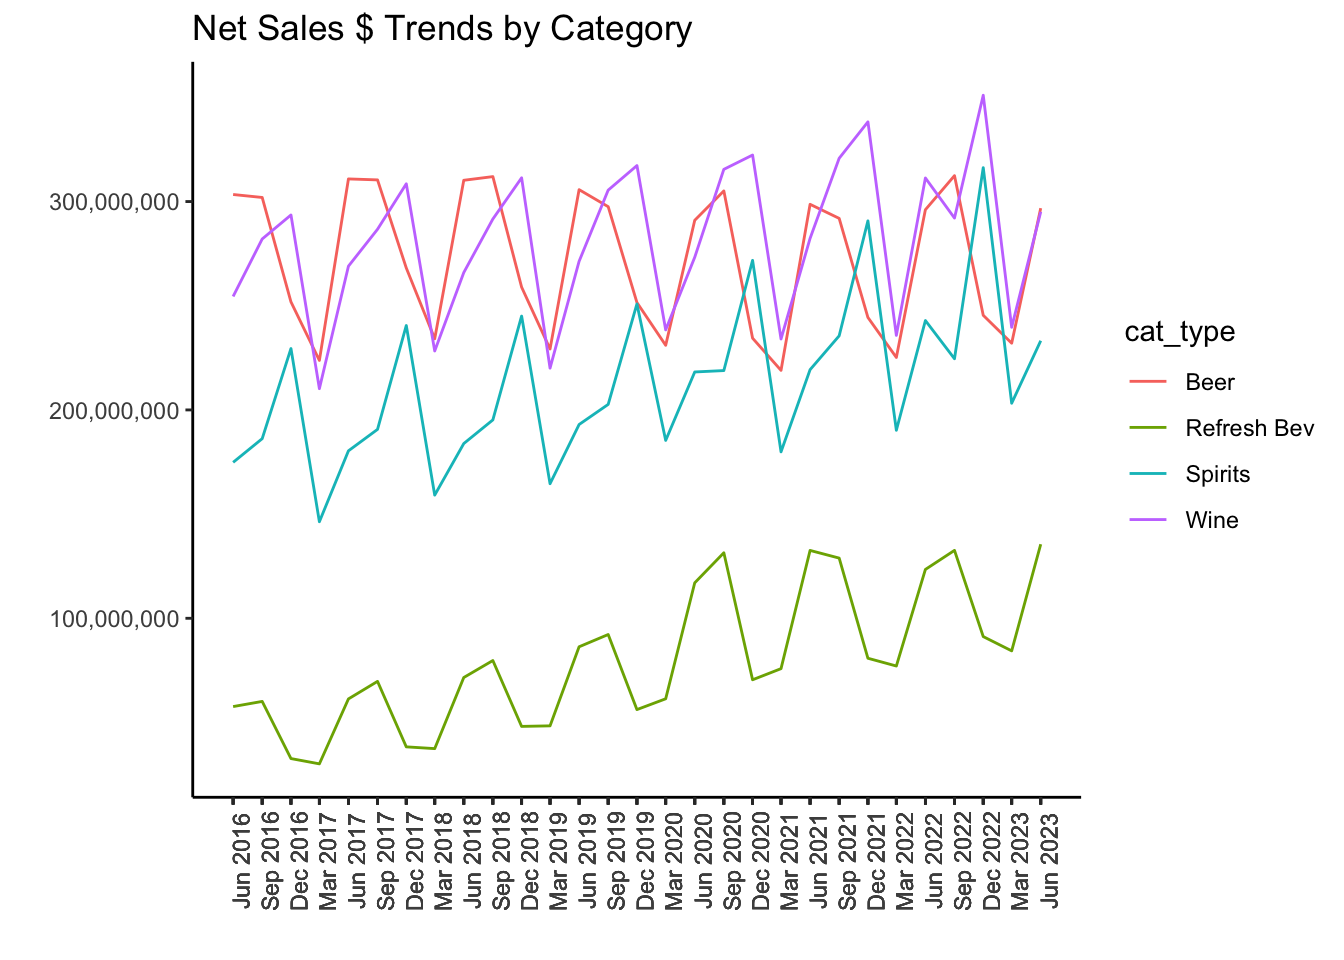 Net Sales $ Trends by Category
300,000,000
200,000,000
100,000,000
Jun 2016
Sep 2016
Dec 2016
Mar 2017
Jun 2017
Sep 2017
Dec 2017
Mar 2018
Jun 2018
Sep 2018
Dec 2018
Mar 2019
Jun 2019
Sep 2019
Dec 2019
Mar 2020
Jun 2020
Sep 2020
Dec 2020
Mar 2021
Jun 2021
Sep 2021
Dec 2021
Mar 2022
Jun 2022
Sep 2022
Dec 2022
Mar 2023
Jun 2023
cat_type
Beer
Refresh Bev
Spirits
Wine